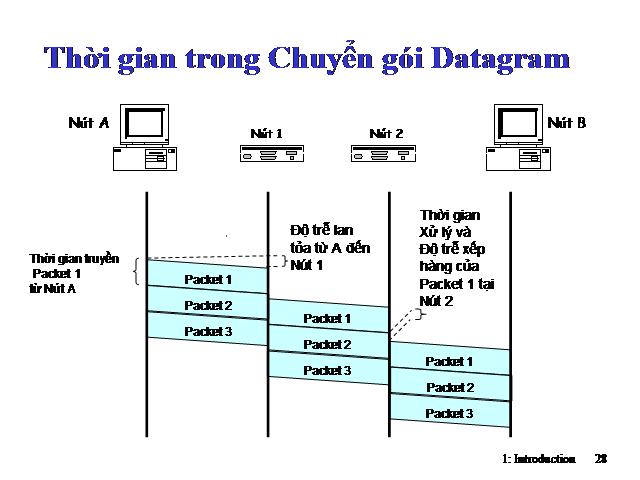 Thời gian trong Chuyển gói Datagram
Nút A
Nút 1
Nút 2
Nút B
Thời gian truyền
Packet 1
từ Nút A
Độ trễ lan
tỏa từ A đến
Nút 1
Thời gian
Xử lý và
Độ trễ xếp
hàng của
Packet 1 tại
Nút 2
Packet 1
Packet 2
Packet 3
Packet 1
Packet 2
Packet 3
Packet 1
Packet 2
Packet 3
1: Introduction 28